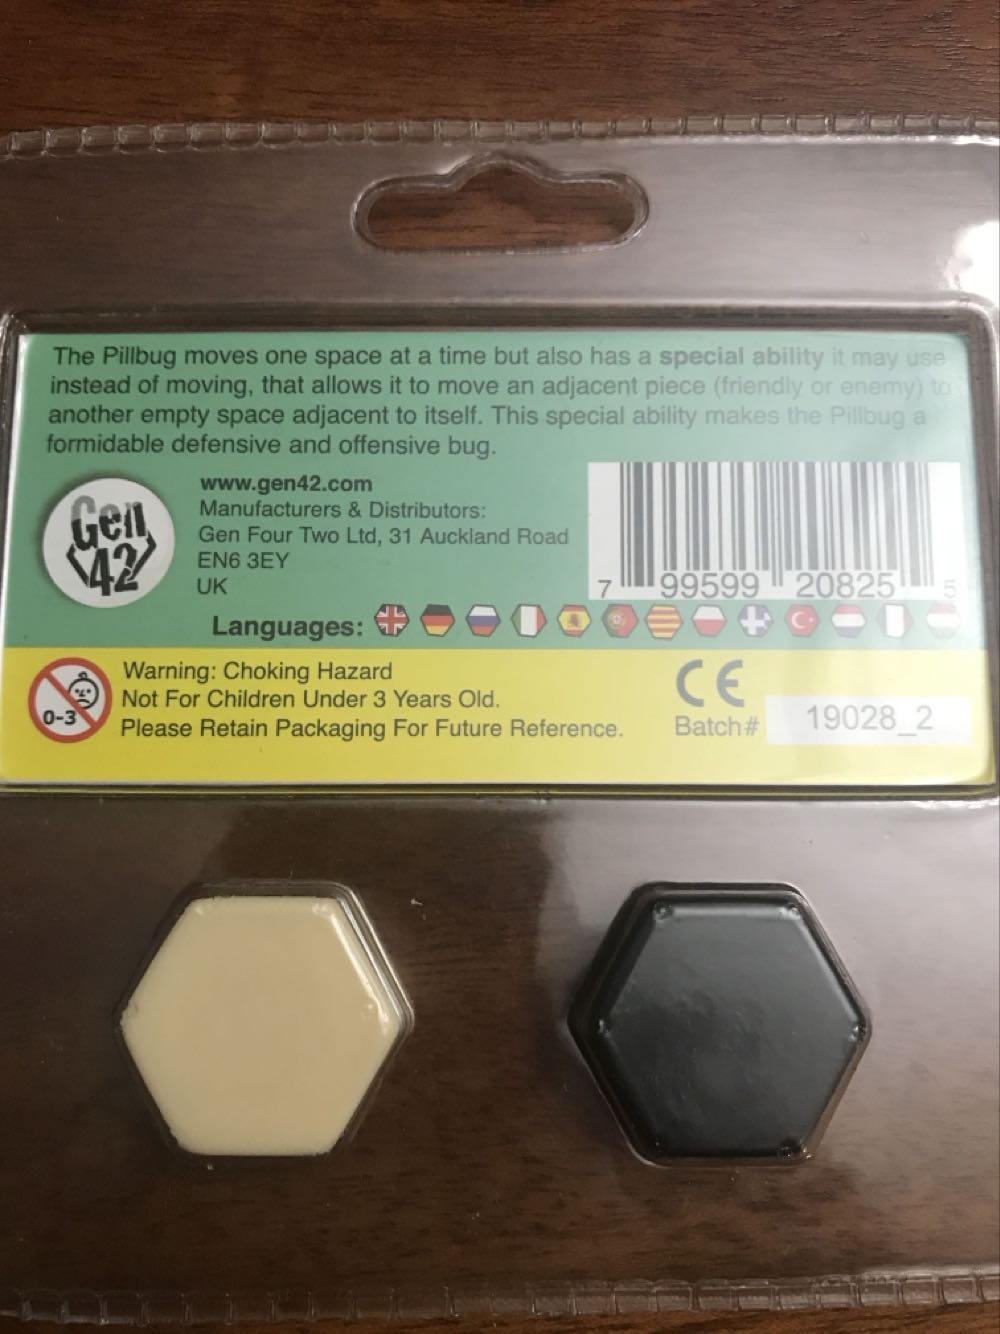 The Pillbug moves one space at a time but also has a special ability it may use
instead of moving, that allows it to move an adjacent piece (friendly or enemy) to
another empty space adjacent to itself. This special ability makes the Pillbug a
formidable defensive and offensive bug.
Gen
42
www.gen42.com
Manufacturers & Distributors:
Gen Four Two Ltd, 31 Auckland Road
EN6 3EY
UK
7 99599 20825 5
Languages:
0-3
Warning: Choking Hazard
Not For Children Under 3 Years Old.
Please Retain Packaging For Future Reference.
CE
Batch# 19028_2